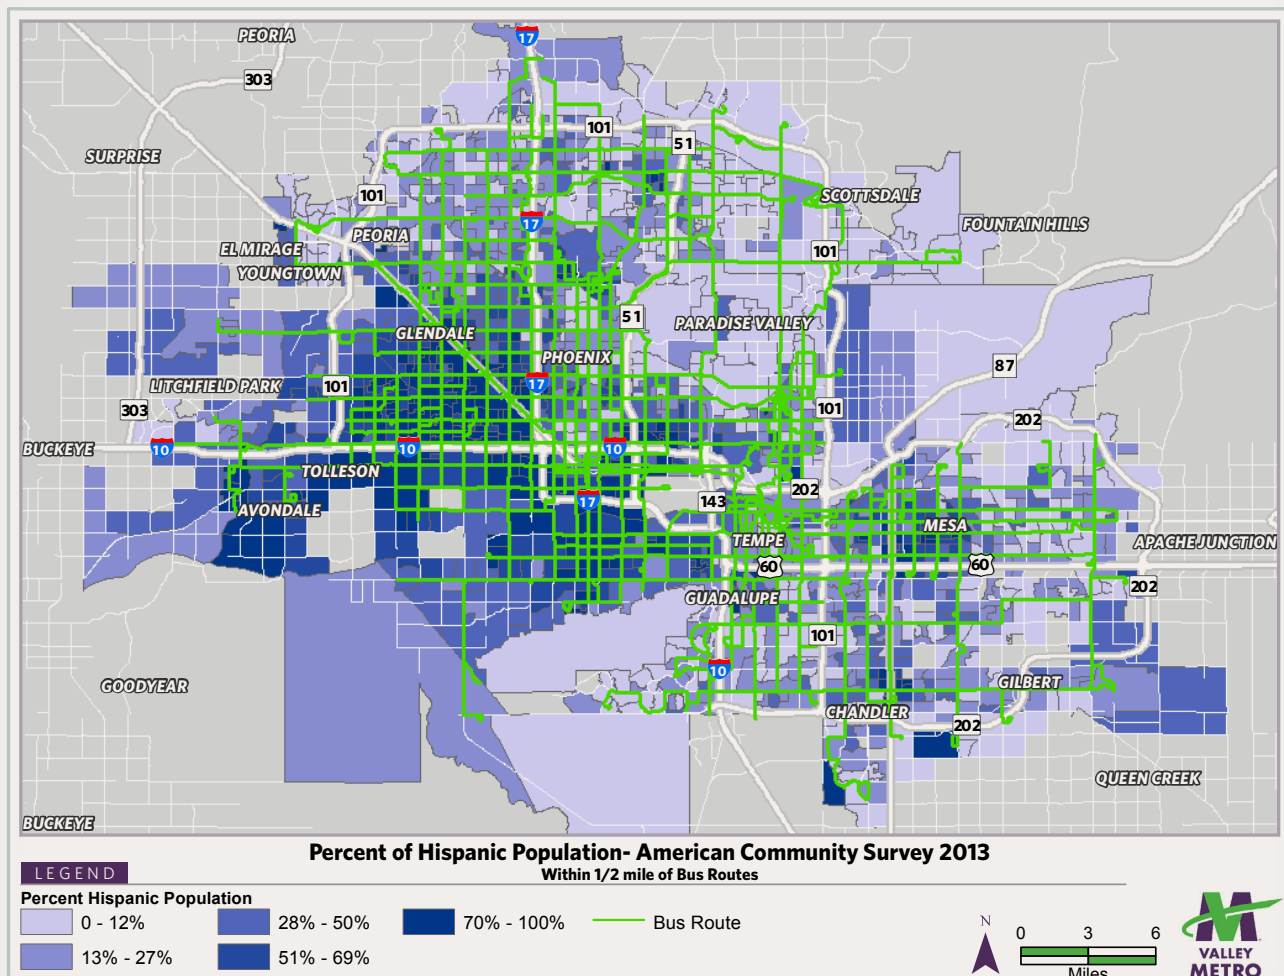 PEORIA
17
303
101
51
SURPRISE
101
SCOTTSDALE
17
FOUNTAIN HILLS
PEORIA
EL MIRAGE
101
YOUNGTOWN
51
PARADISE VALLEY
GLENDALE
PHOENIX
87
LITCHFIELD PARK
101
17
303
101
202
BUCKEYE
10
10
10
TOLLESON
202
17
143
AVONDALE
MESA
TEMPE
APACHE JUNCTION
60
60
202
GUADALUPE
101
10
GOODYEAR
GILBERT
CHANDLER
202
QUEEN CREEK
BUCKEYE
Percent of Hispanic Population- American Community Survey 2013
Within 1/2 mile of Bus Routes
LEGEND
Percent Hispanic Population
0 - 12%
28% - 50%
70% - 100%
Bus Route
13% - 27%
51% - 69%
N
0 3 6
Miles
VALLEY
METRO